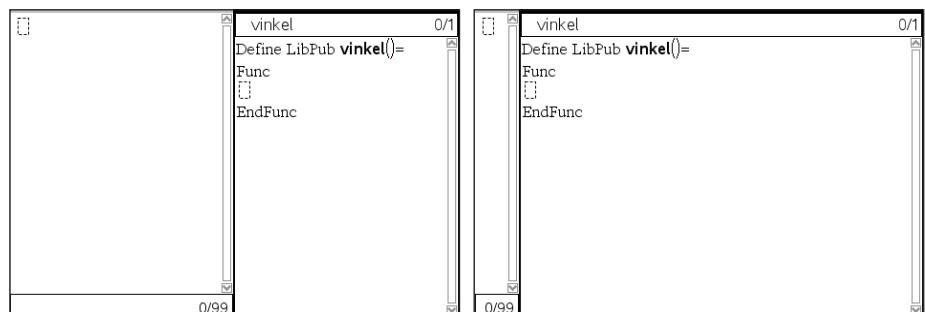 vinkel 0/1
Define LibPub vinkel()=
Func
EndFunc
0/99
vinkel 0/1
Define LibPub vinkel()=
Func
EndFunc
0/99